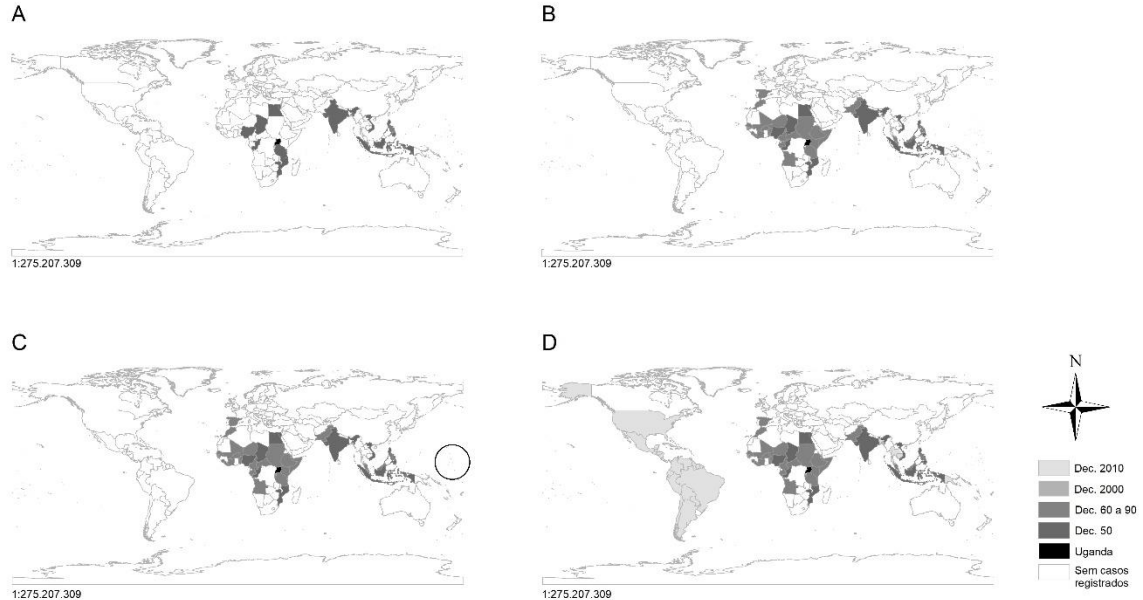 A
B
1:275.207.309
1:275.207.309
C
D
N
Dec. 2010
Dec. 2000
Dec. 60 a 90
Dec. 50
Uganda
Sem casos
registrados
1:275.207.309
1:275.207.309